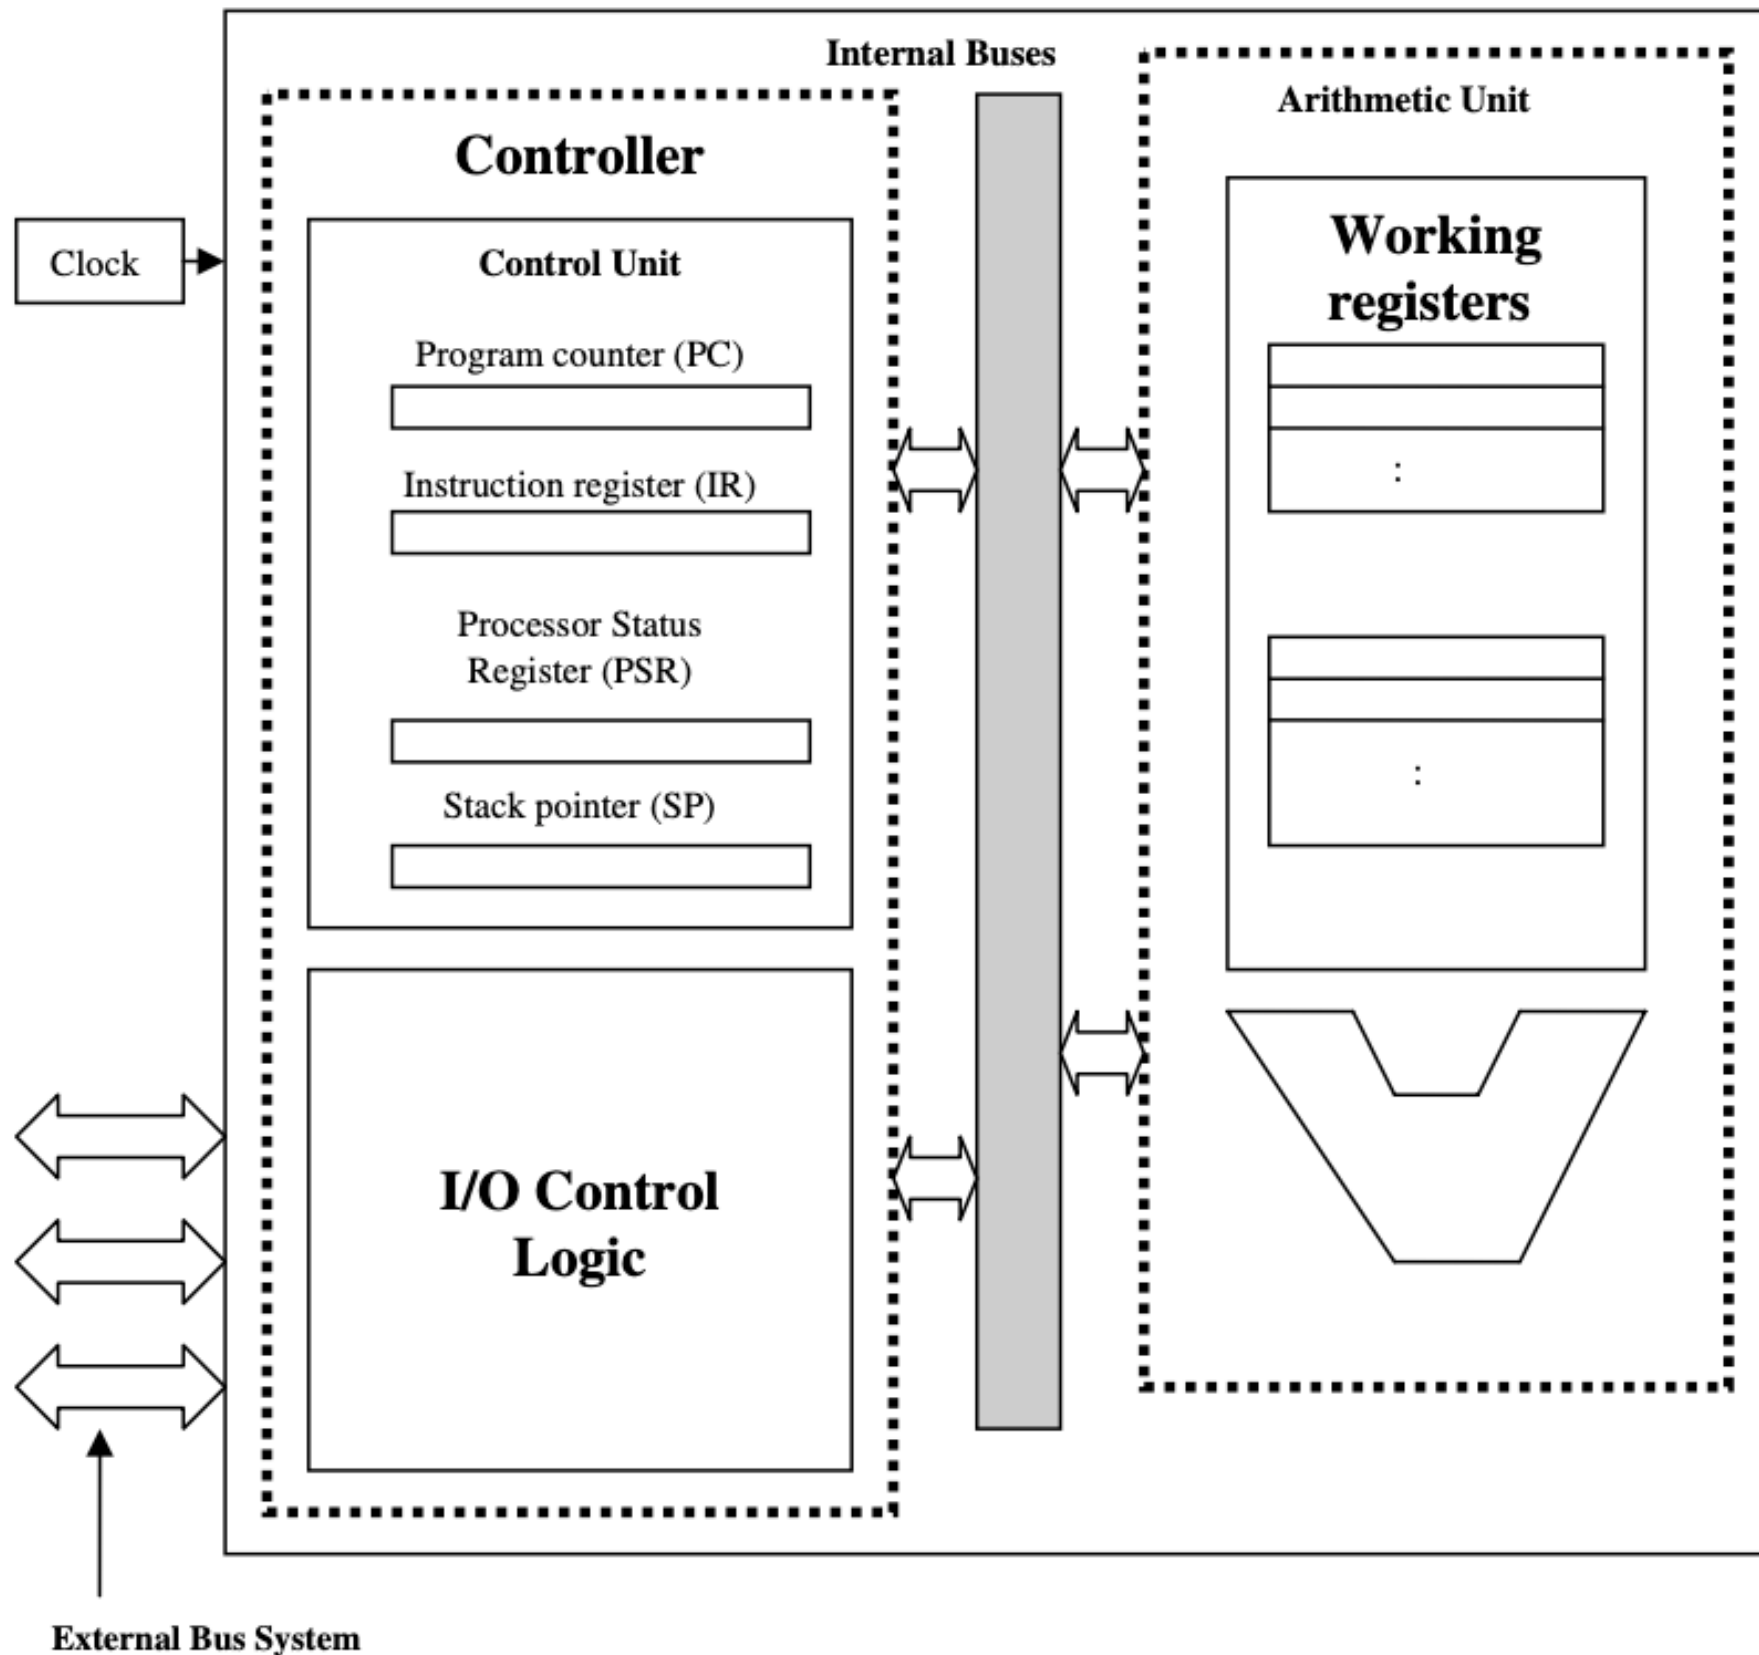 Internal Buses
Arithmetic Unit
Controller
Clock
Control Unit
Program counter (PC)
Instruction register (IR)
Processor Status
Register (PSR)
Stack pointer (SP)
I/O Control
Logic
Working
registers
:
:
External Bus System